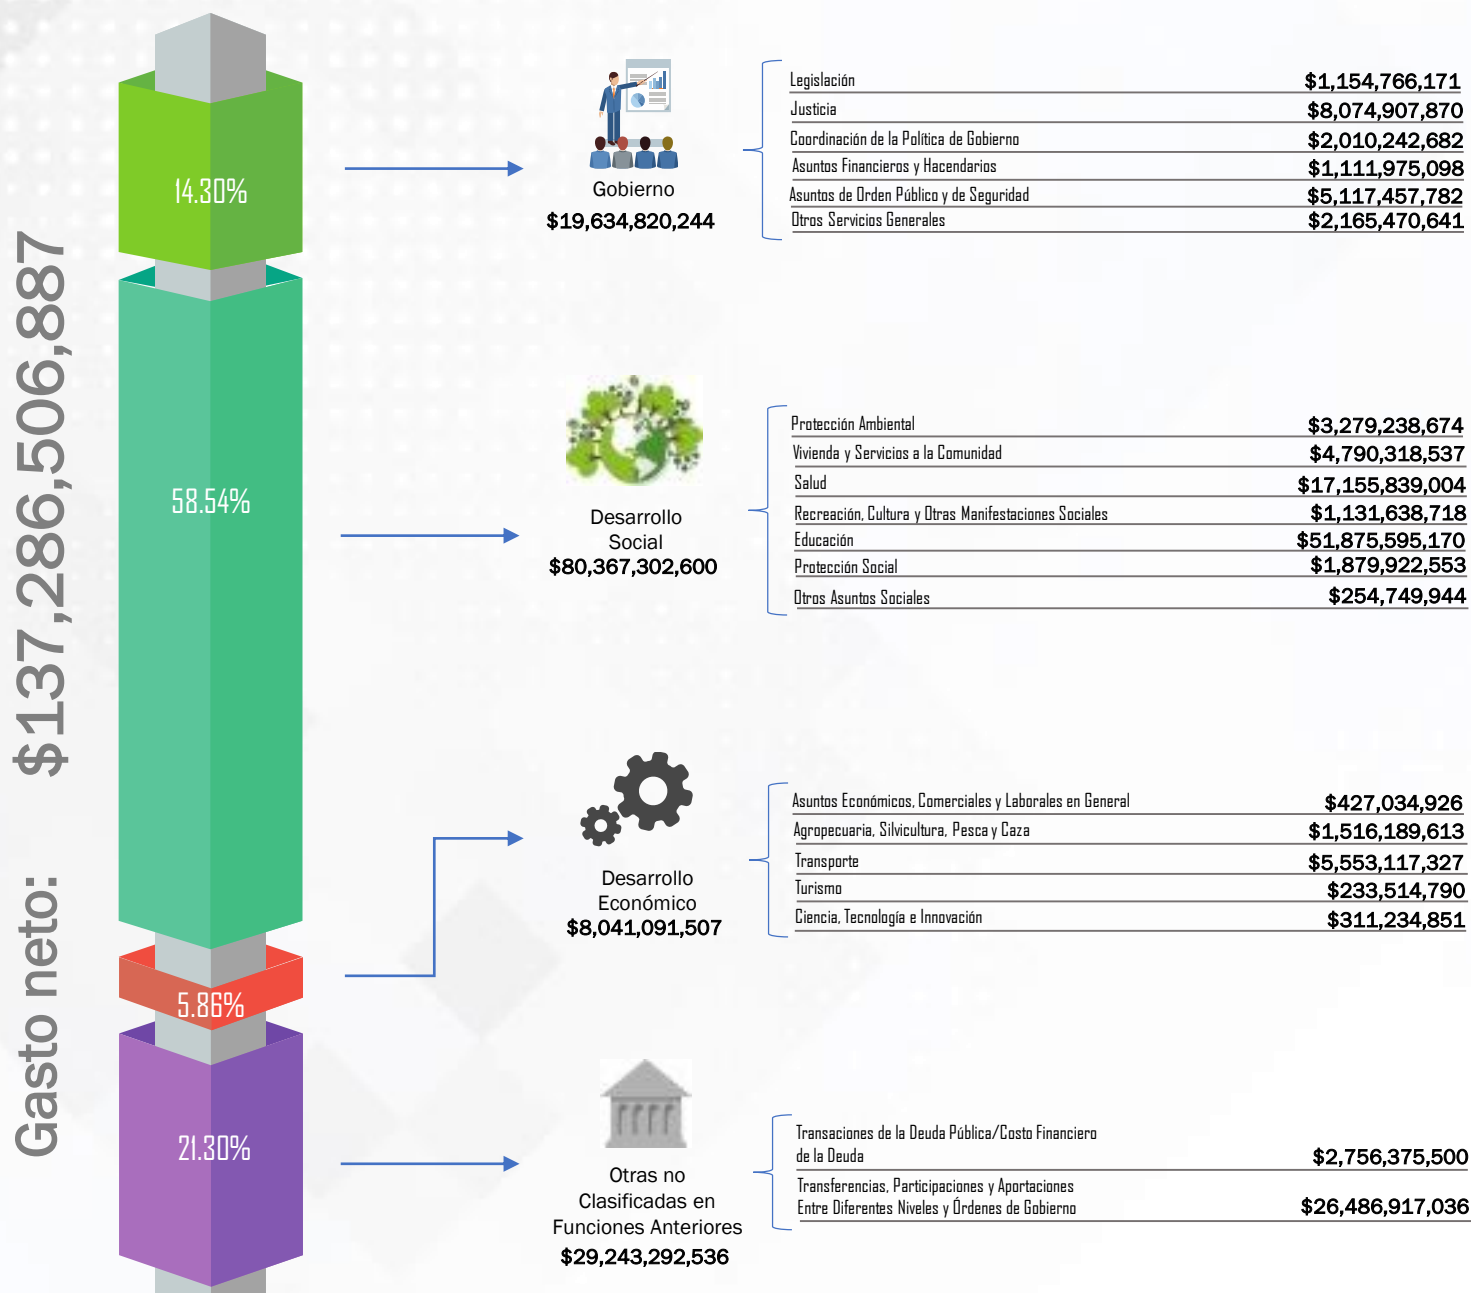 Gasto neto: $137,286,506,887
14.30%
Gobierno
$19,634,820,244
Legislación $1,154,766,171
Justicia $8,074,907,870
Coordinación de la Política de Gobierno $2,010,242,682
Asuntos Financieros y Hacendarios $1,111,975,098
Asuntos de Orden Público y de Seguridad $5,117,457,782
Otros Servicios Generales $2,165,470,641
58.54%
Desarrollo
Social
$80,367,302,600
Protección Ambiental $3,279,238,674
Vivienda y Servicios a la Comunidad $4,790,318,537
Salud $17,155,839,004
Recreación, Cultura y Otras Manifestaciones Sociales $1,131,638,718
Educación $51,875,595,170
Protección Social $1,879,922,553
Otros Asuntos Sociales $254,749,944
5.86%
Desarrollo
Económico
$8,041,091,507
Asuntos Económicos, Comerciales y Laborales en General $427,034,926
Agropecuaria, Silvicultura, Pesca y Caza $1,516,189,613
Transporte $5,553,117,327
Turismo $233,514,790
Ciencia, Tecnología e Innovación $311,234,851
21.30%
Otras no
Clasificadas en
Funciones Anteriores
$29,243,292,536
Transaciones de la Deuda Pública/Costo Financiero
de la Deuda $2,756,375,500
Transferencias, Participaciones y Aportaciones
Entre Diferentes Niveles y Órdenes de Gobierno $26,486,917,036